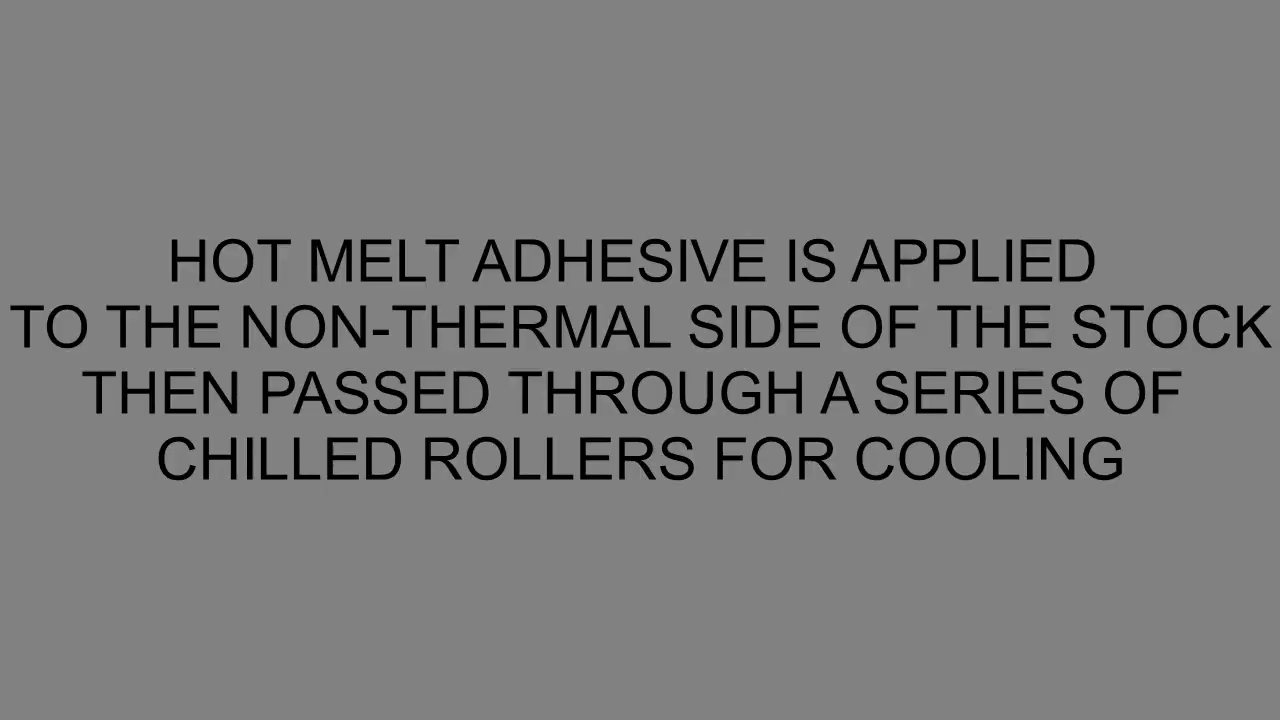 HOT MELT ADHESIVE IS APPLIED
TO THE NON-THERMAL SIDE OF THE STOCK
THEN PASSED THROUGH A SERIES OF
CHILLED ROLLERS FOR COOLING